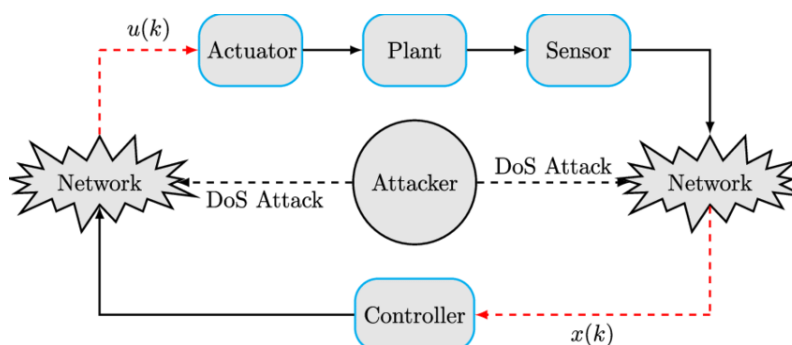 u(k)
Actuator
Plant
Sensor
Network
DoS Attack
Attacker
DoS Attack
Network
Controller
x(k)